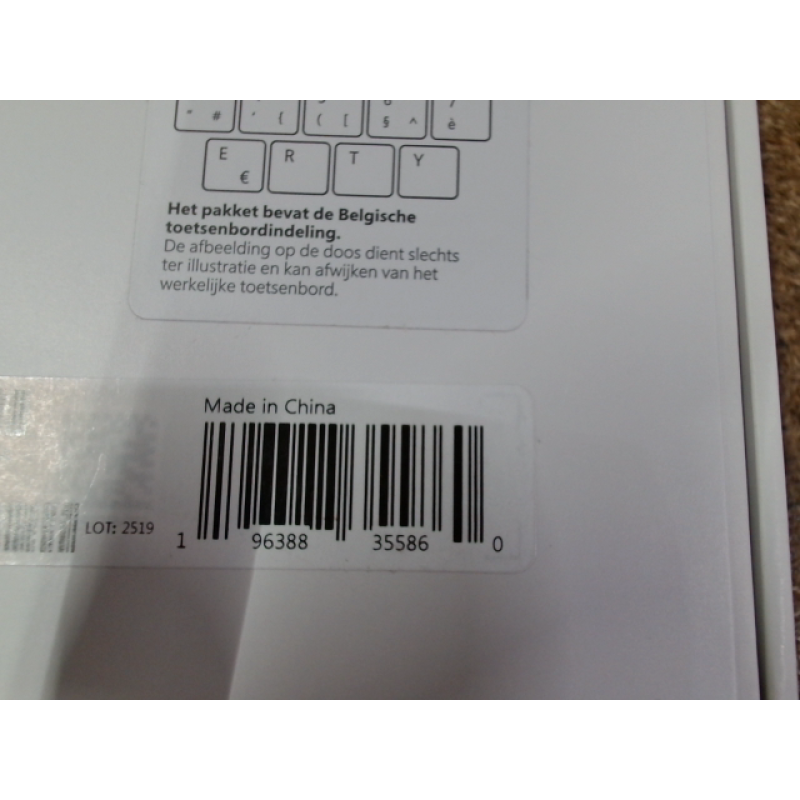 " # ' { ( [ § ^ è
E € R T Y
Het pakket bevat de Belgische
toetsenbordindeling.
De afbeelding op de doos dient slechts
ter illustratie en kan afwijken van het
werkelijke toetsenbord.
Made in China
LOT: 2519
1 96388 35586 0